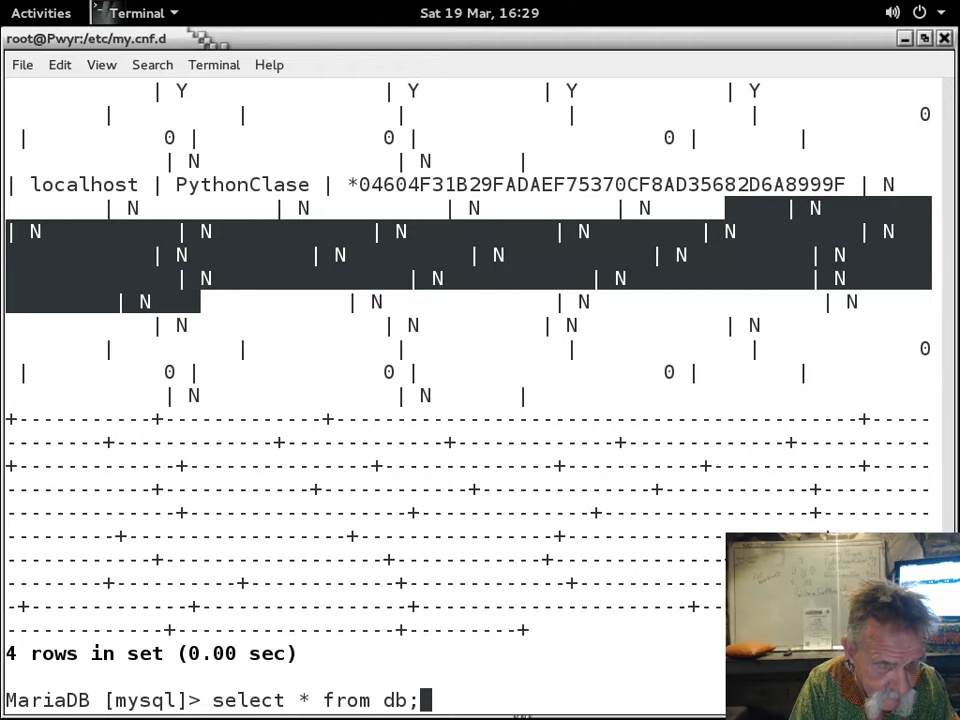 Activities Terminal Sat 19 Mar, 16:29
root@Pwyr:/etc/my.cnf.d
File Edit View Search Terminal Help
| Y | Y | Y | Y
| | | | | 0
| 0 | 0 | 0 | |
| N | N |
| localhost | PythonClase | *04604F31B29FADAEF75370CF8AD35682D6A8999F | N
| N | N | N | N | N
| N | N | N | N | N | N
| N | N | N | N | N
| N | N | N | N
| N | N | N | N
| N | N | N | N
| | | | | 0
| 0 | 0 | 0 | |
| N | N |
+-----------+-------------+-------------------------------------------+-----
--------+-------------+-------------+-------------+-------------+-----------
+-------------+---------------+--------------+-----------+------------+-----
------------+------------+------------+--------------+------------+---------
--------------+------------------+--------------+-----------------+---------
---------+------------------+----------------+---------------------+
------------+------------------+------------+--------------
--------+----------+------------+-------------+------------
-+-------------+-----------------+----------------------+--
-------------+------------------+---------+
4 rows in set (0.00 sec)
MariaDB [mysql]> select * from db;